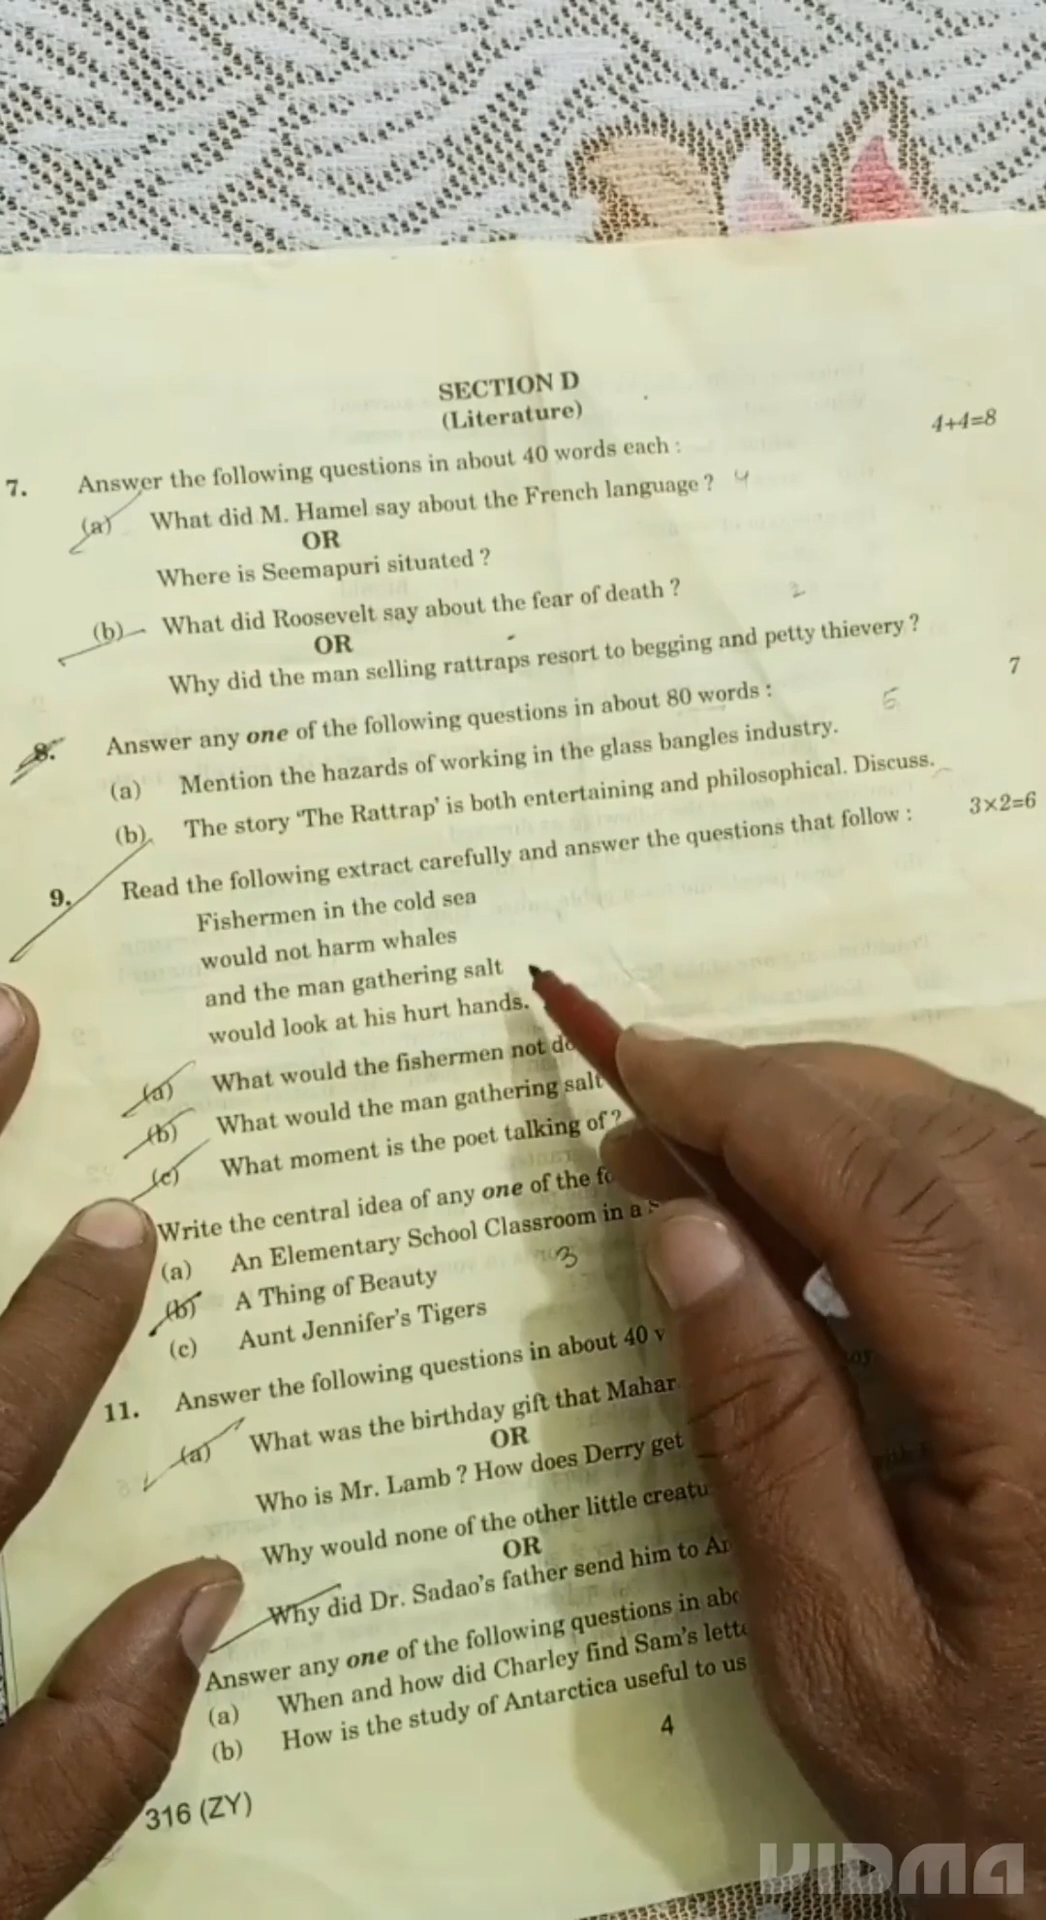 SECTION D
(Literature)
7. Answer the following questions in about 40 words each : 4+4=8
(a) What did M. Hamel say about the French language ? 4
OR
Where is Seemapuri situated ?
(b) What did Roosevelt say about the fear of death ? 2
OR
Why did the man selling rattraps resort to begging and petty thievery ?
8. Answer any one of the following questions in about 80 words : 7
(a) Mention the hazards of working in the glass bangles industry. 5
(b) The story ‘The Rattrap’ is both entertaining and philosophical. Discuss.
9. Read the following extract carefully and answer the questions that follow : 3×2=6
Fishermen in the cold sea
would not harm whales
and the man gathering salt
would look at his hurt hands.
(a) What would the fishermen not
(b) What would the man gathering salt
(c) What moment is the poet talking of ?
Write the central idea of any one of the
(a) An Elementary School Classroom in a
(b) A Thing of Beauty 3
(c) Aunt Jennifer’s Tigers
11. Answer the following questions in about 40
(a) What was the birthday gift that Mahar
OR
Who is Mr. Lamb ? How does Derry get
Why would none of the other little creatu
OR
Why did Dr. Sadao’s father send him to
Answer any one of the following questions in
(a) When and how did Charley find Sam’s lette
(b) How is the study of Antarctica useful to us
4
316 (ZY)
VIDMA